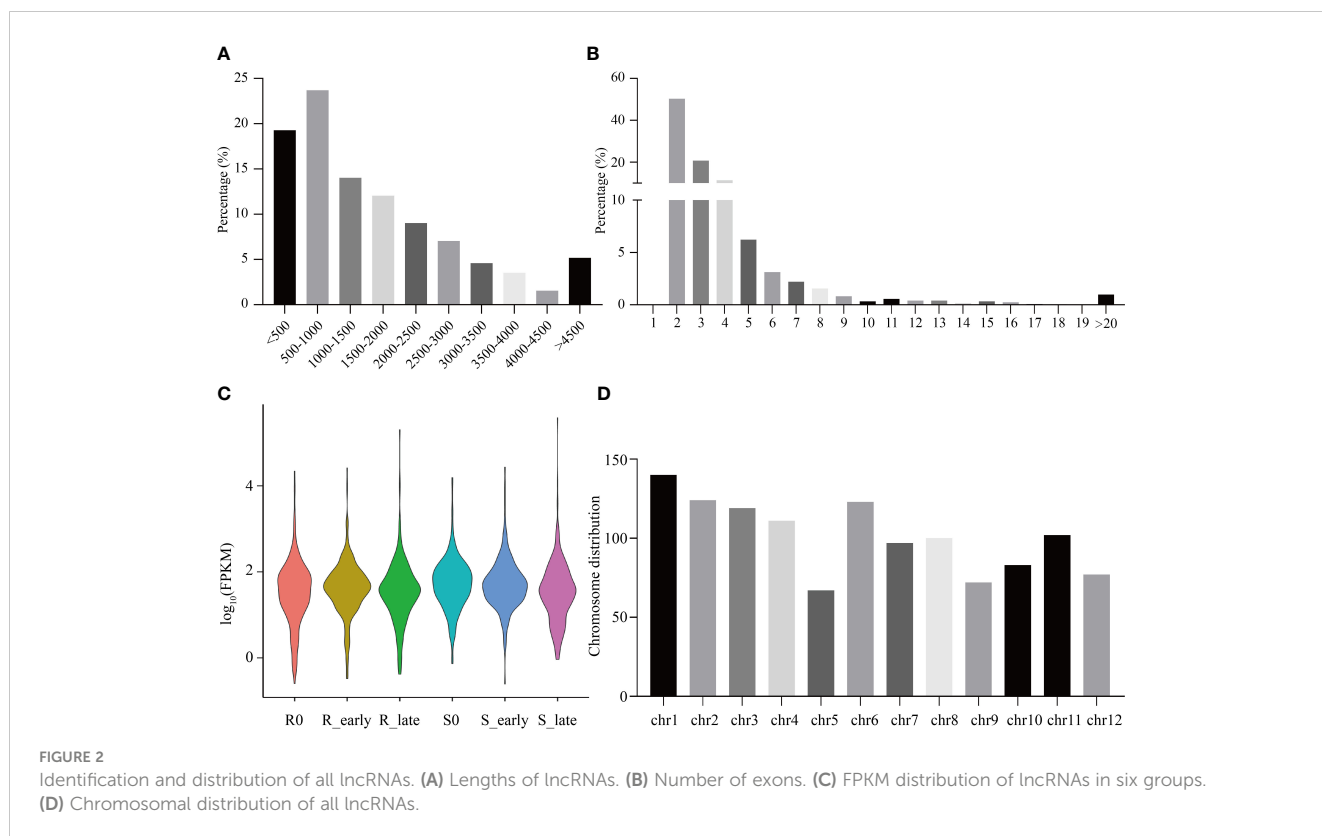 A
Percentage (%)
25
20
15
10
5
0
<500
500-1000
1000-1500
1500-2000
2000-2500
2500-3000
3000-3500
3500-4000
4000-4500
>4500
B
Percentage (%)
60
40
20
10
5
0
1 2 3 4 5 6 7 8 9 10 11 12 13 14 15 16 17 18 19 >20
C
log10(FPKM)
4
2
0
R0 R_early R_late S0 S_early S_late
D
Chromosome distribution
150
100
50
0
chr1 chr2 chr3 chr4 chr5 chr6 chr7 chr8 chr9 chr10 chr11 chr12
FIGURE 2
Identification and distribution of all lncRNAs. (A) Lengths of lncRNAs. (B) Number of exons. (C) FPKM distribution of lncRNAs in six groups.
(D) Chromosomal distribution of all lncRNAs.